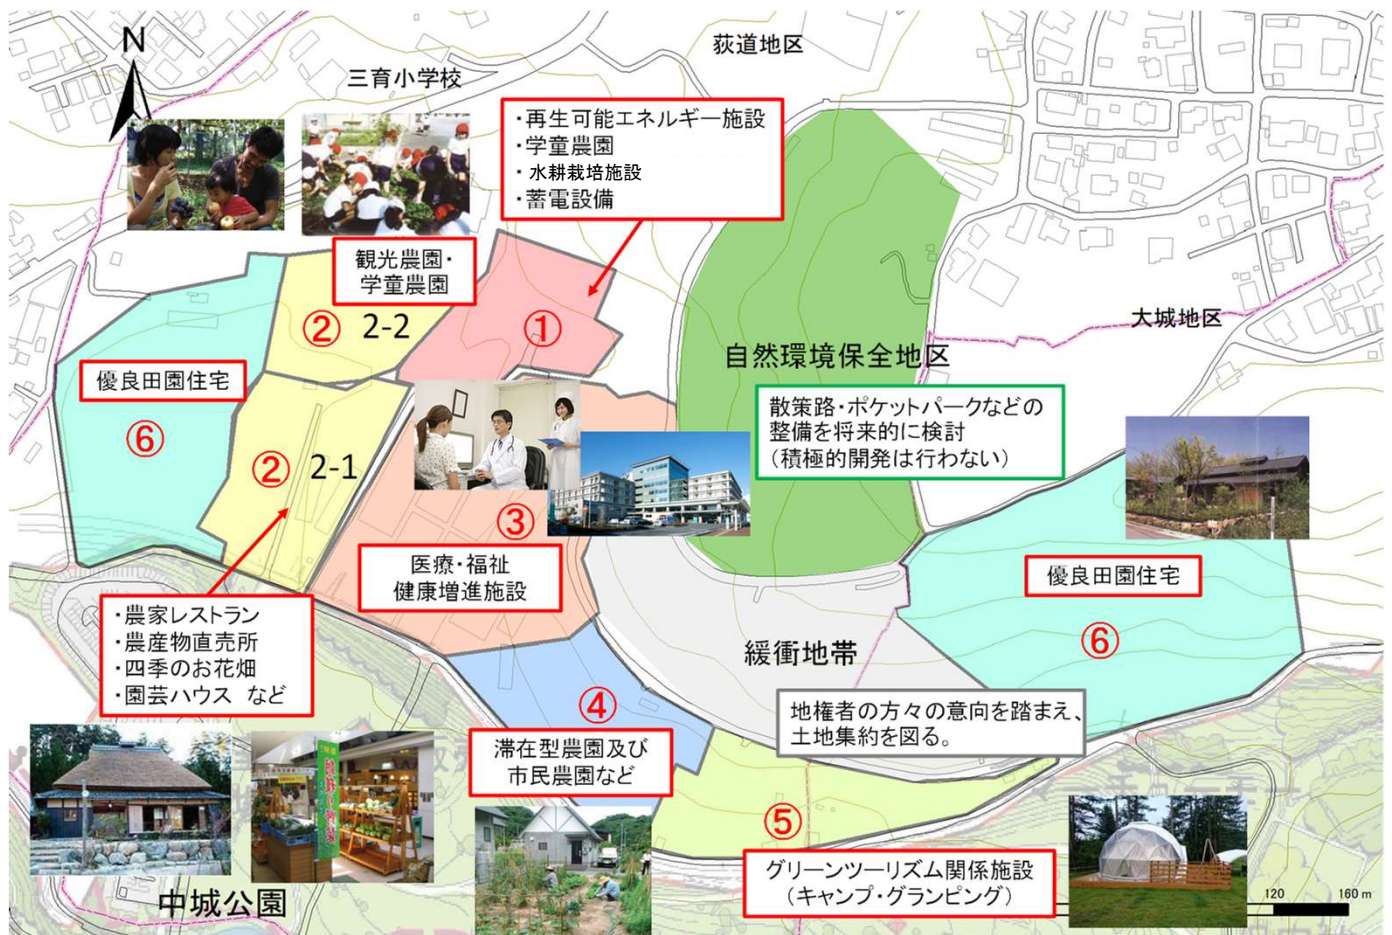 N
三育小学校
荻道地区
・再生可能エネルギー施設
・学童農園
・水耕栽培施設
・蓄電設備
観光農園・
学童農園
② 2-2
①
大城地区
自然環境保全地区
優良田園住宅
⑥
散策路・ポケットパークなどの
整備を将来的に検討
（積極的開発は行わない）
② 2-1
③
医療・福祉
健康増進施設
優良田園住宅
⑥
・農家レストラン
・農産物直売所
・四季のお花畑
・園芸ハウス など
緩衝地帯
④
地権者の方々の意向を踏まえ、
土地集約を図る。
滞在型農園及び
市民農園など
⑤
グリーンツーリズム関係施設
（キャンプ・グランピング）
中城公園
120
160 m